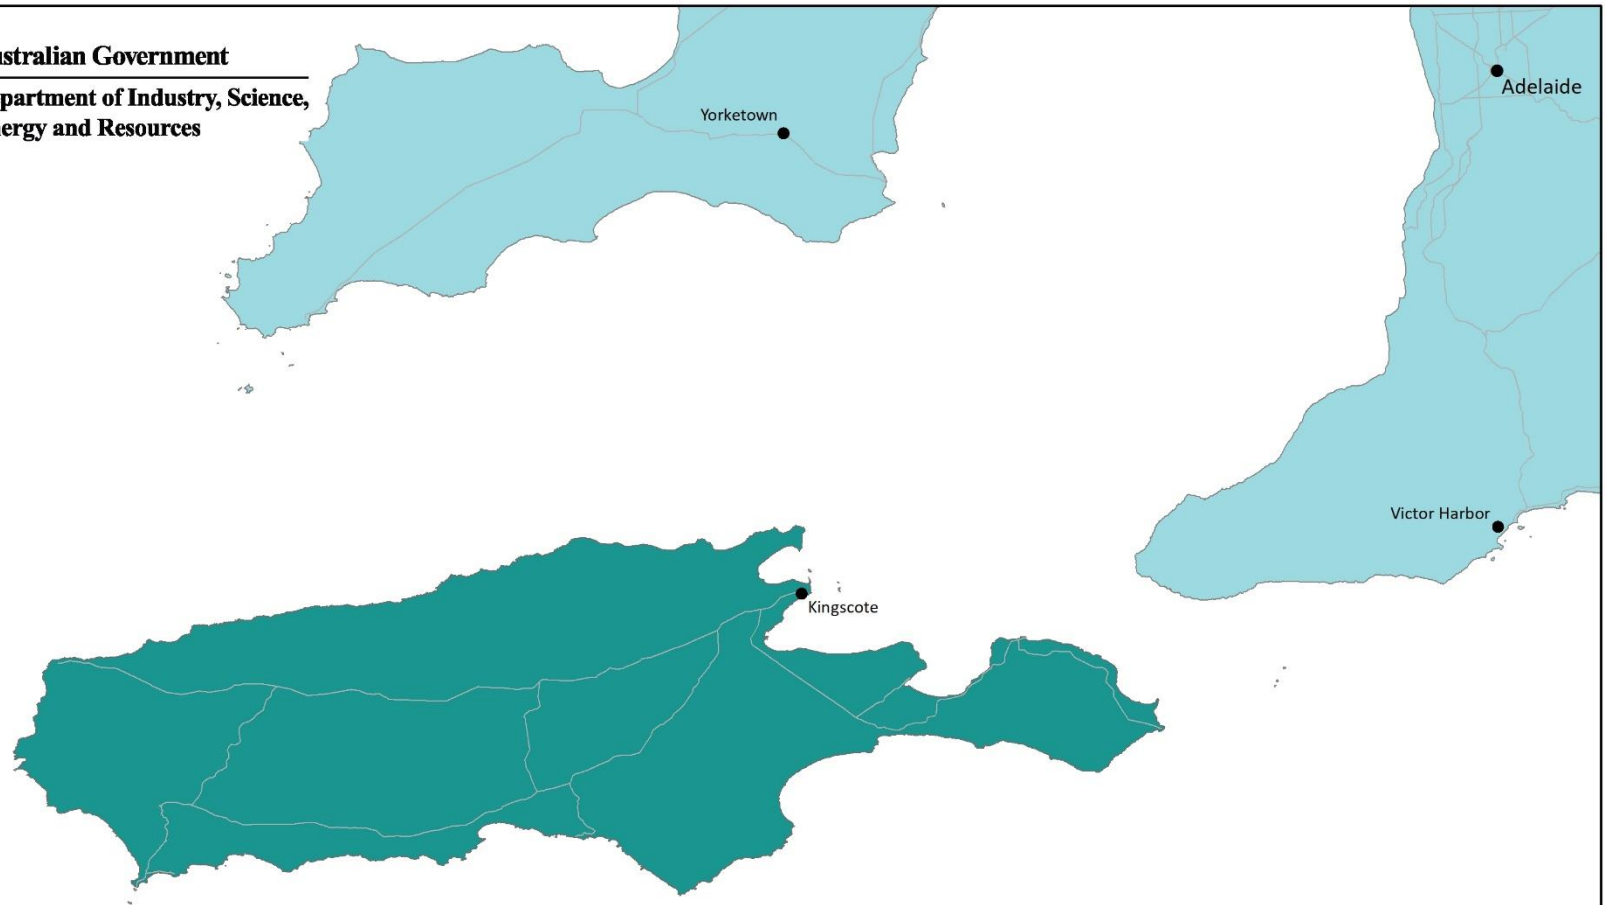 ustralian Government
partment of Industry, Science,
ergy and Resources
Adelaide
Yorketown
Victor Harbor
Kingscote